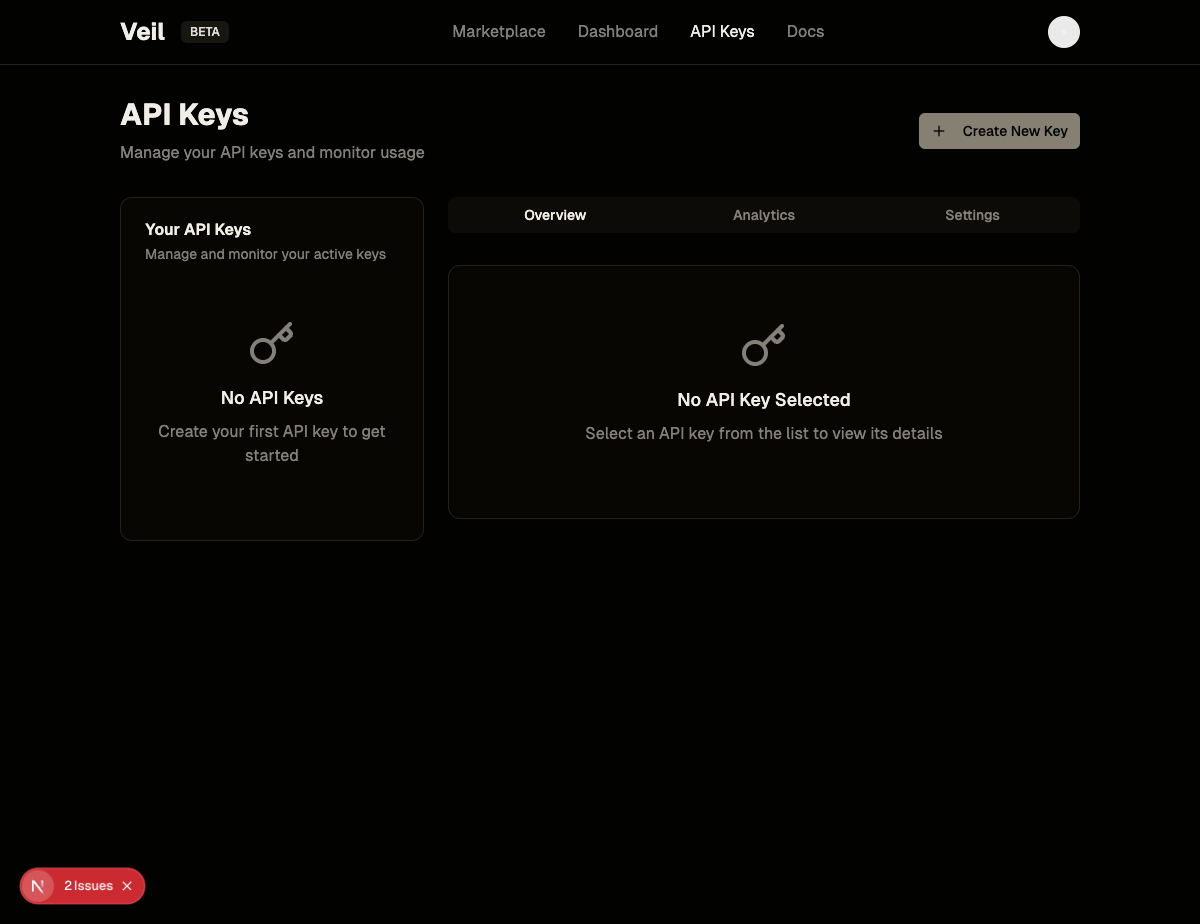 Veil
BETA
Marketplace
Dashboard
API Keys
Docs
API Keys
Manage your API keys and monitor usage
Create New Key
Your API Keys
Manage and monitor your active keys
No API Keys
Create your first API key to get
started
Overview
Analytics
Settings
No API Key Selected
Select an API key from the list to view its details
N
2 Issues